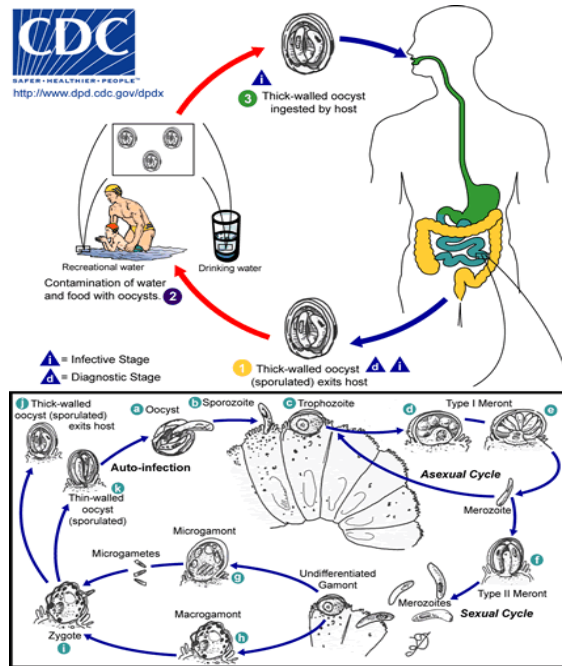 CDC
SAFER • HEALTHIER • PEOPLE™
http://www.dpd.cdc.gov/dpdx
i
3 Thick-walled oocyst
ingested by host
Recreational water
Drinking water
Contamination of water
and food with oocysts. 2
i = Infective Stage
d = Diagnostic Stage
1 Thick-walled oocyst
(sporulated) exits host
d i
j
Thick-walled
oocyst (sporulated)
exits host
a Oocyst
b Sporozoite
c Trophozoite
d
Type I Meront
e
Auto-infection
k
Thin-walled
oocyst
(sporulated)
Asexual Cycle
Merozoite
f
Type II Meront
Microgamont
g
Microgametes
Undifferentiated
Gamont
Merozoites
Sexual Cycle
Macrogamont
h
Zygote
i